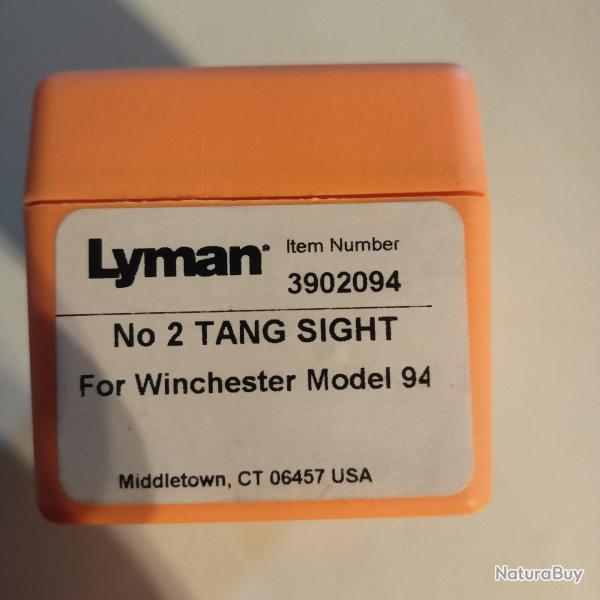 Lyman® Item Number
3902094
No 2 TANG SIGHT
For Winchester Model 94
Middletown, CT 06457 USA
NaturaBuy